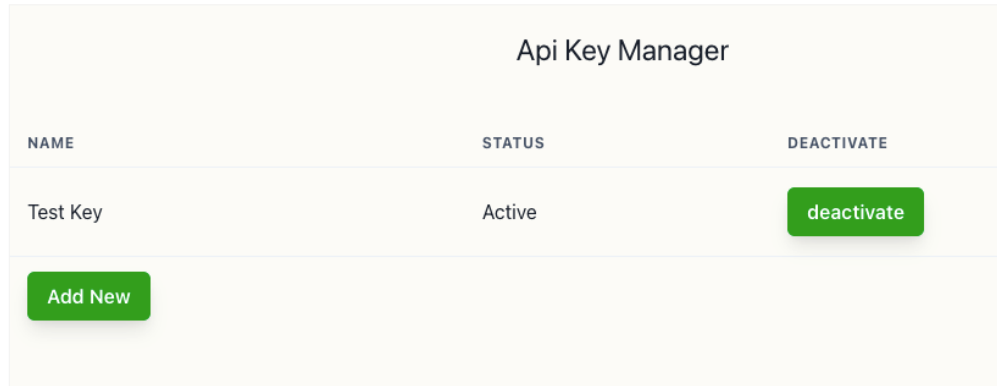 Api Key Manager
NAME STATUS DEACTIVATE
Test Key Active deactivate
Add New